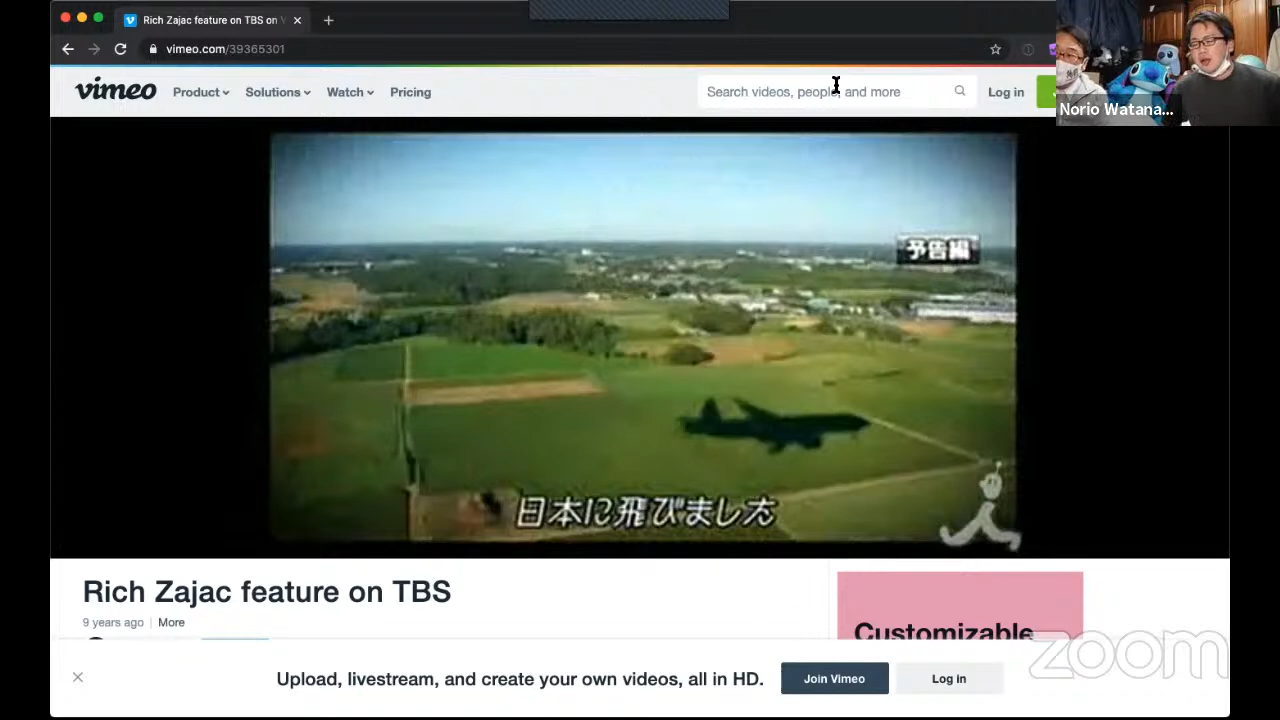 Rich Zajac feature on TBS on V
vimeo.com/39365301
vimeo
Product
Solutions
Watch
Pricing
Search videos, people, and more
Log in
Norio Watana...
予告編
日本に飛びました
Rich Zajac feature on TBS
9 years ago
More
Customizable
Upload, livestream, and create your own videos, all in HD.
Join Vimeo
Log in
zoom